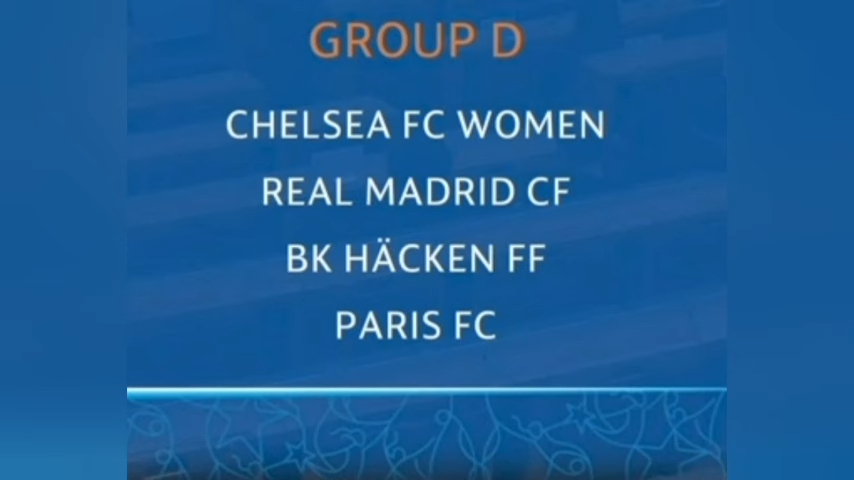 GROUP D
CHELSEA FC WOMEN
REAL MADRID CF
BK HÄCKEN FF
PARIS FC